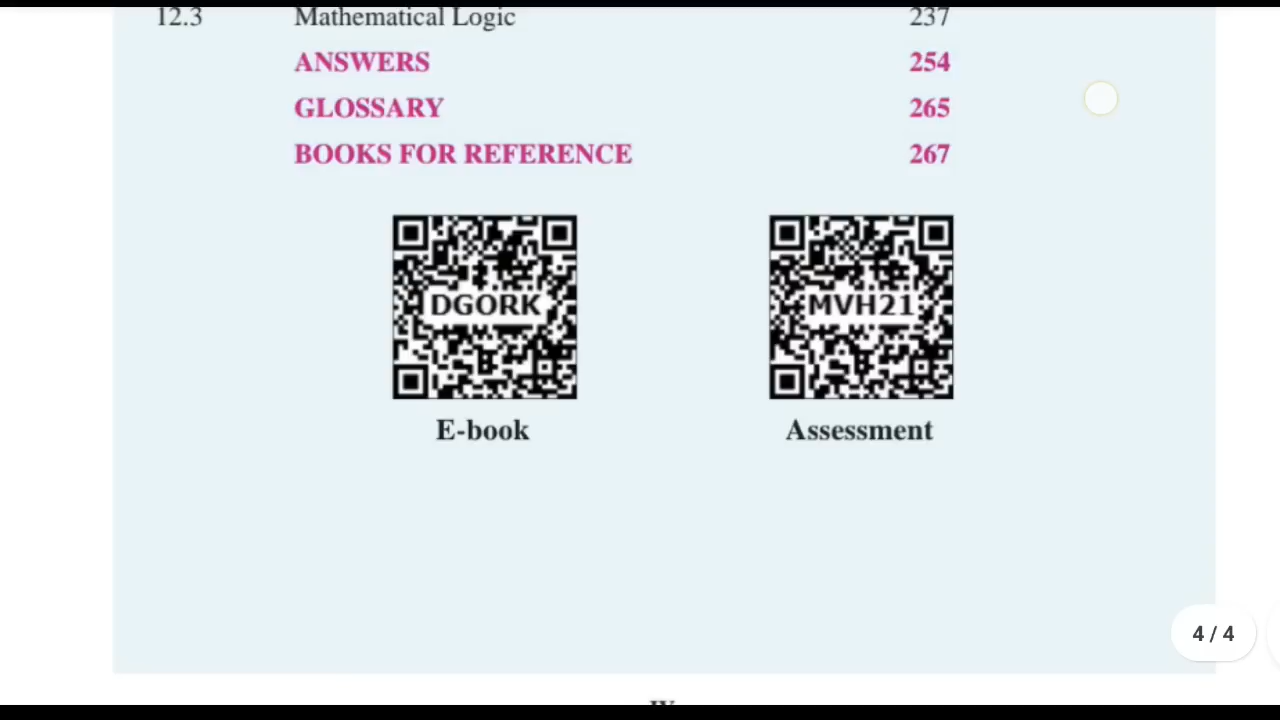 12.3 Mathematical Logic 237
ANSWERS 254
GLOSSARY 265
BOOKS FOR REFERENCE 267
DGORK MVH21
E-book Assessment
4 / 4